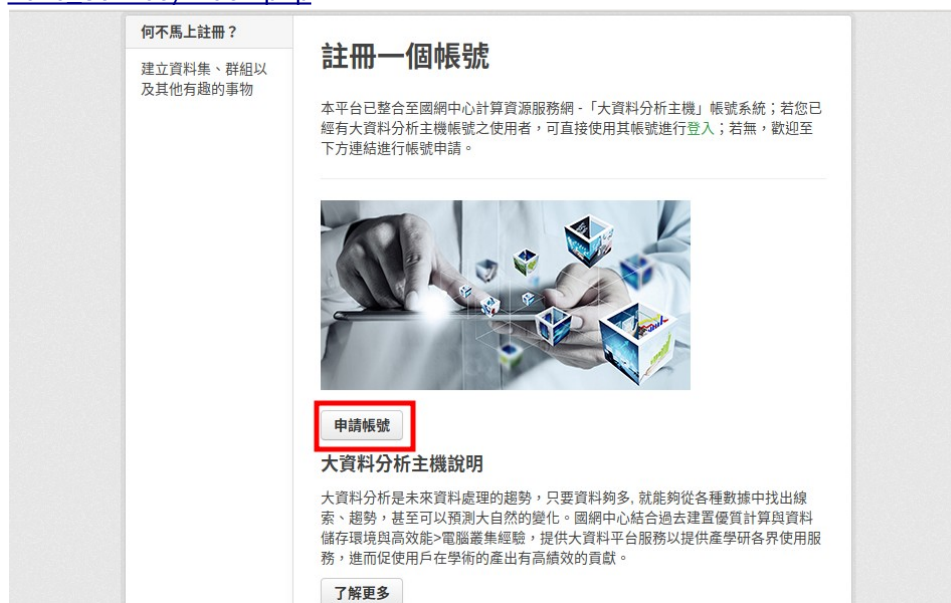 何不馬上註冊？
建立資料集、群組以
及其他有趣的事物
註冊一個帳號
本平台已整合至國網中心計算資源服務網 -「大資料分析主機」帳號系統；若您已
經有大資料分析主機帳號之使用者，可直接使用其帳號進行登入；若無，歡迎至
下方連結進行帳號申請。
申請帳號
大資料分析主機說明
大資料分析是未來資料處理的趨勢，只要資料夠多, 就能夠從各種數據中找出線
索、趨勢，甚至可以預測大自然的變化。國網中心結合過去建置優質計算與資料
儲存環境與高效能>電腦叢集經驗，提供大資料平台服務以提供產學研各界使用服
務，進而促使用戶在學術的產出有高績效的貢獻。
了解更多